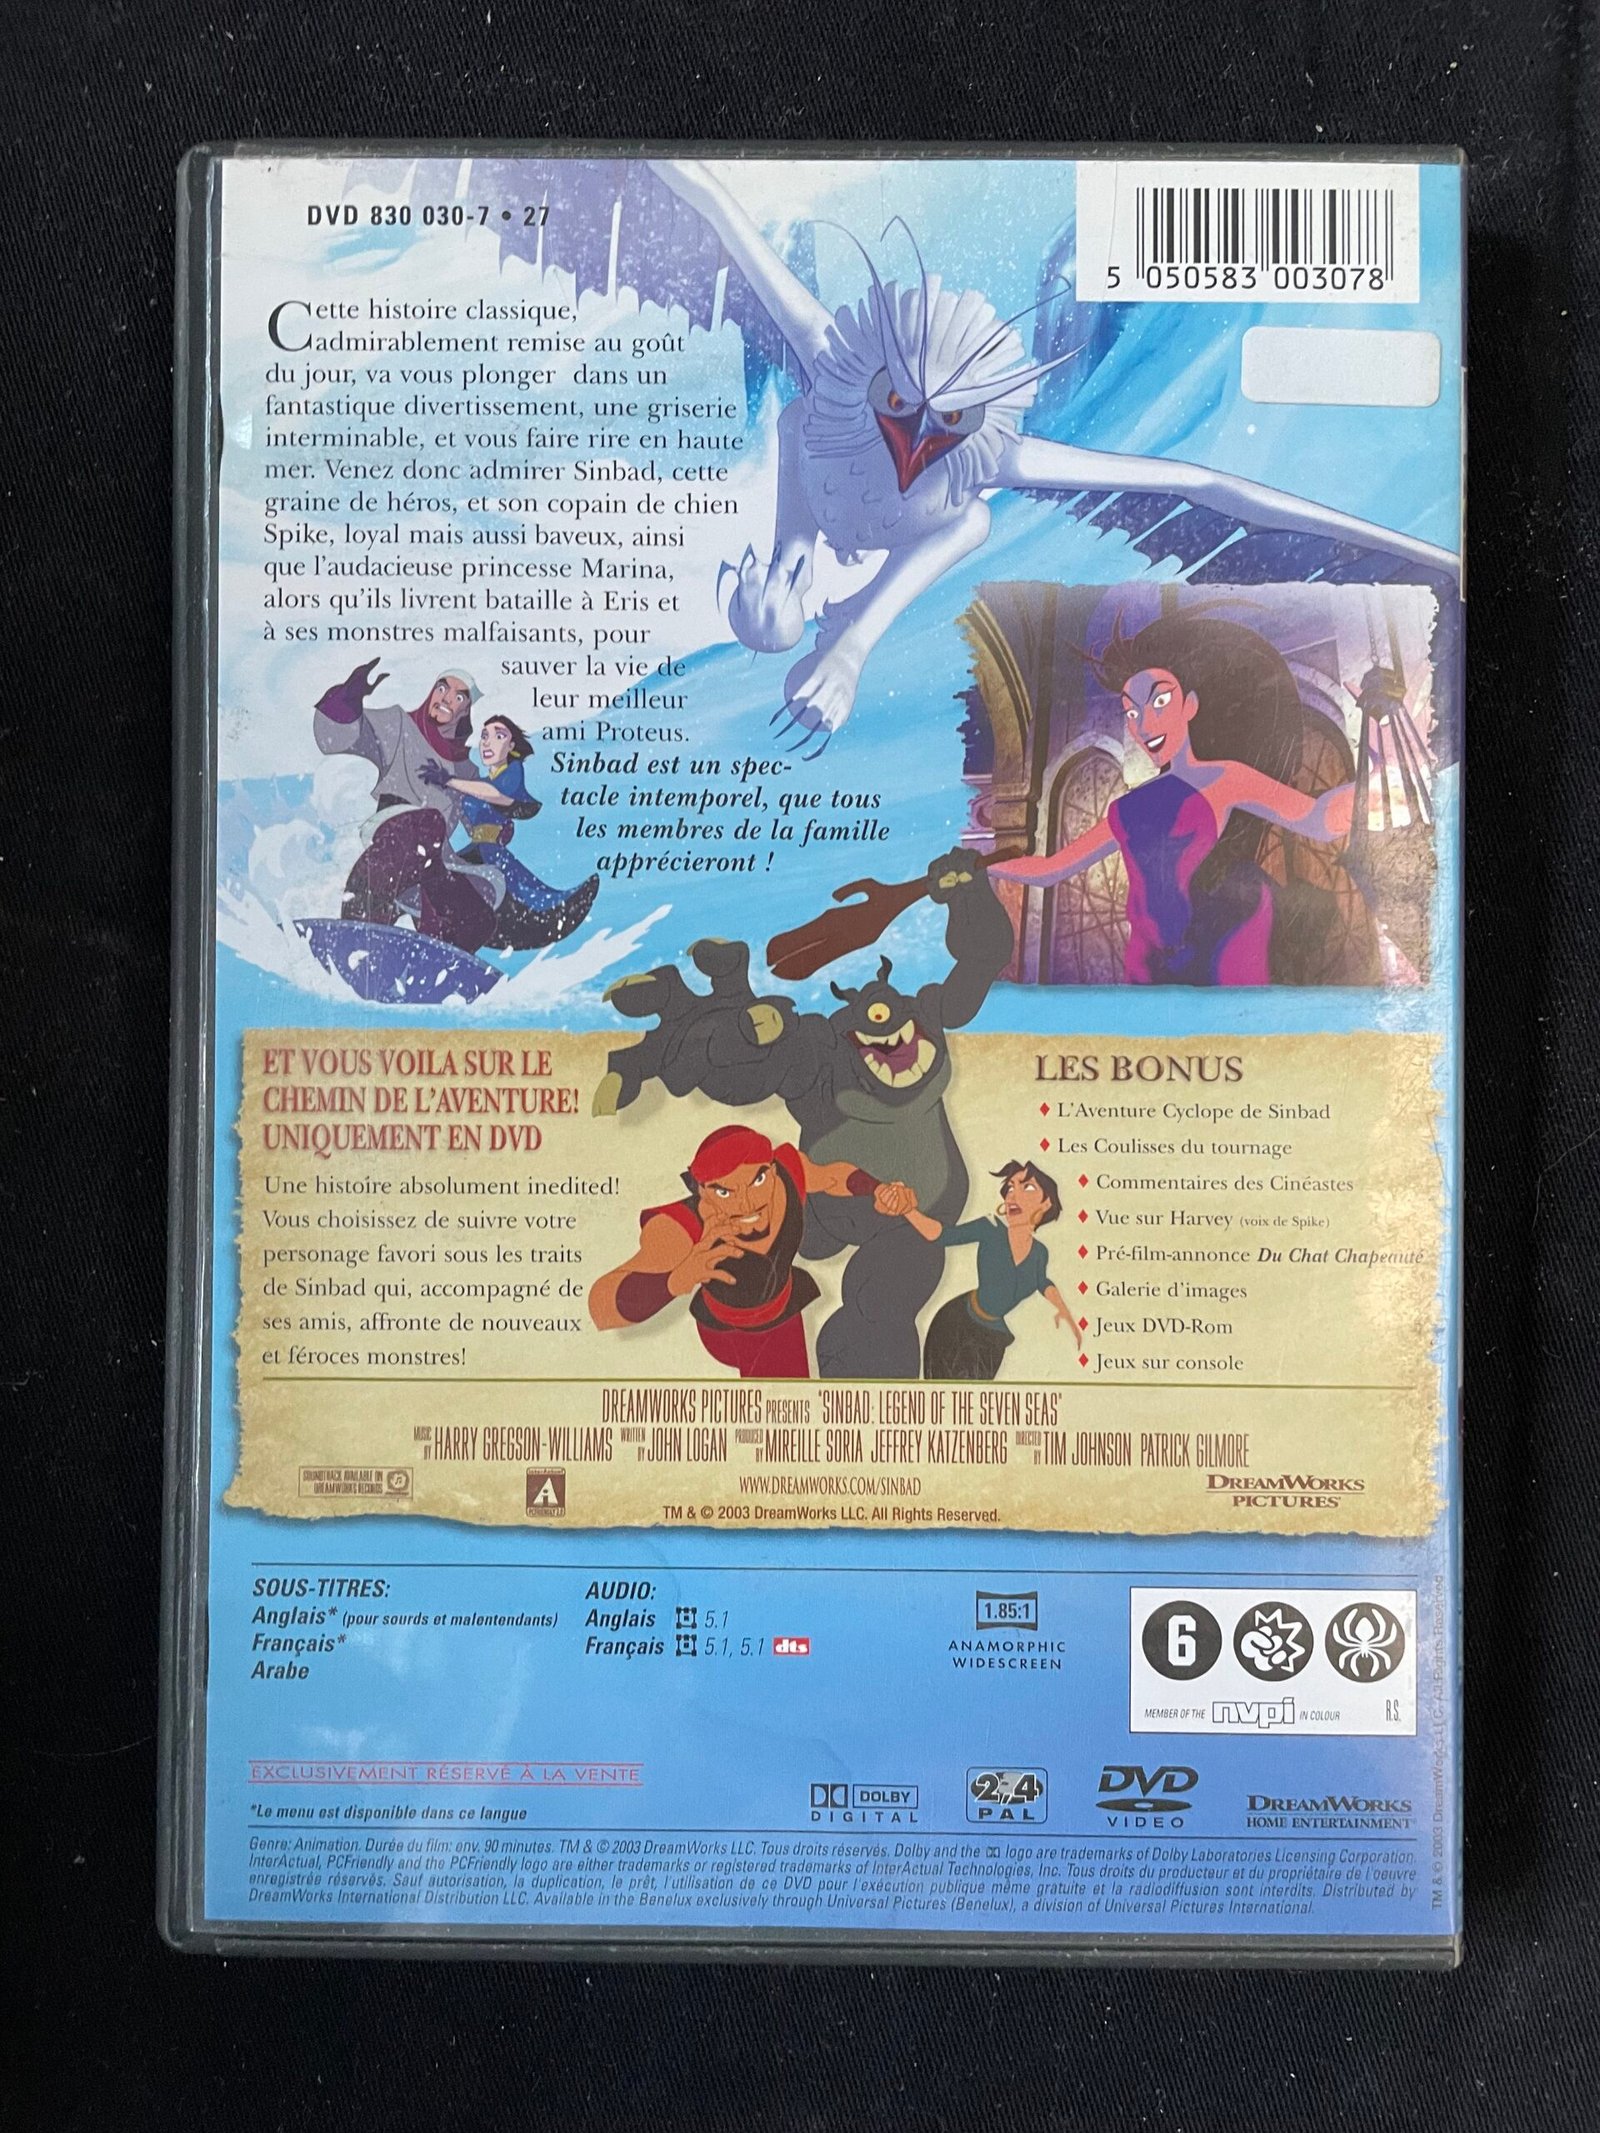 DVD 830 030-7 • 27
5 050583 003078
Cette histoire classique,
admirablement remise au goût
du jour, va vous plonger dans un
fantastique divertissement, une griserie
interminable, et vous faire rire en haute
mer. Venez donc admirer Sinbad, cette
graine de héros, et son copain de chien
Spike, loyal mais aussi baveux, ainsi
que l'audacieuse princesse Marina,
alors qu'ils livrent bataille à Eris et
à ses monstres malfaisants, pour
sauver la vie de
leur meilleur
ami Proteus.
Sinbad est un spec-
tacle intemporel, que tous
les membres de la famille
apprécieront !
ET VOUS VOILA SUR LE
CHEMIN DE L'AVENTURE!
UNIQUEMENT EN DVD
Une histoire absolument inedited!
Vous choisissez de suivre votre
personage favori sous les traits
de Sinbad qui, accompagné de
ses amis, affronte de nouveaux
et féroces monstres!
LES BONUS
♦ L'Aventure Cyclope de Sinbad
♦ Les Coulisses du tournage
♦ Commentaires des Cinéastes
♦ Vue sur Harvey (voix de Spike)
♦ Pré-film-annonce Du Chat Chapeauté
♦ Galerie d'images
♦ Jeux DVD-Rom
♦ Jeux sur console
DREAMWORKS PICTURES PRESENTS "SINBAD: LEGEND OF THE SEVEN SEAS"
MUSIC BY HARRY GREGSON-WILLIAMS WRITTEN BY JOHN LOGAN PRODUCED BY MIREILLE SORIA JEFFREY KATZENBERG DIRECTED BY TIM JOHNSON PATRICK GILMORE
SOUNDTRACK AVAILABLE ON
DREAMWORKS RECORDS
WWW.DREAMWORKS.COM/SINBAD
DREAMWORKS
PICTURES
TM & © 2003 DreamWorks LLC. All Rights Reserved.
SOUS-TITRES:
Anglais* (pour sourds et malentendants)
Français*
Arabe
AUDIO:
Anglais 5.1
Français 5.1, 5.1 dts
1.85:1
ANAMORPHIC
WIDESCREEN
6
MEMBER OF THE nvpi IN COLOUR R.S.
EXCLUSIVEMENT RÉSERVÉ À LA VENTE
*Le menu est disponible dans ce langue
DOLBY
DIGITAL
2,4
PAL
DVD
VIDEO
DREAMWORKS
HOME ENTERTAINMENT
Genre: Animation. Durée du film: env. 90 minutes. TM & © 2003 DreamWorks LLC. Tous droits réservés. Dolby and the logo are trademarks of Dolby Laboratories Licensing Corporation.
InterActual, PCFriendly and the PCFriendly logo are either trademarks or registered trademarks of InterActual Technologies, Inc. Tous droits du producteur et du propriétaire de l'oeuvre
enregistrée réservés. Sauf autorisation, la duplication, le prêt, l'utilisation de ce DVD pour l'exécution publique même gratuite et la radiodiffusion sont interdits. Distributed by
DreamWorks International Distribution LLC. Available in the Benelux exclusively through Universal Pictures (Benelux), a division of Universal Pictures International.
TM & © 2003 DreamWorks LLC. All Rights Reserved